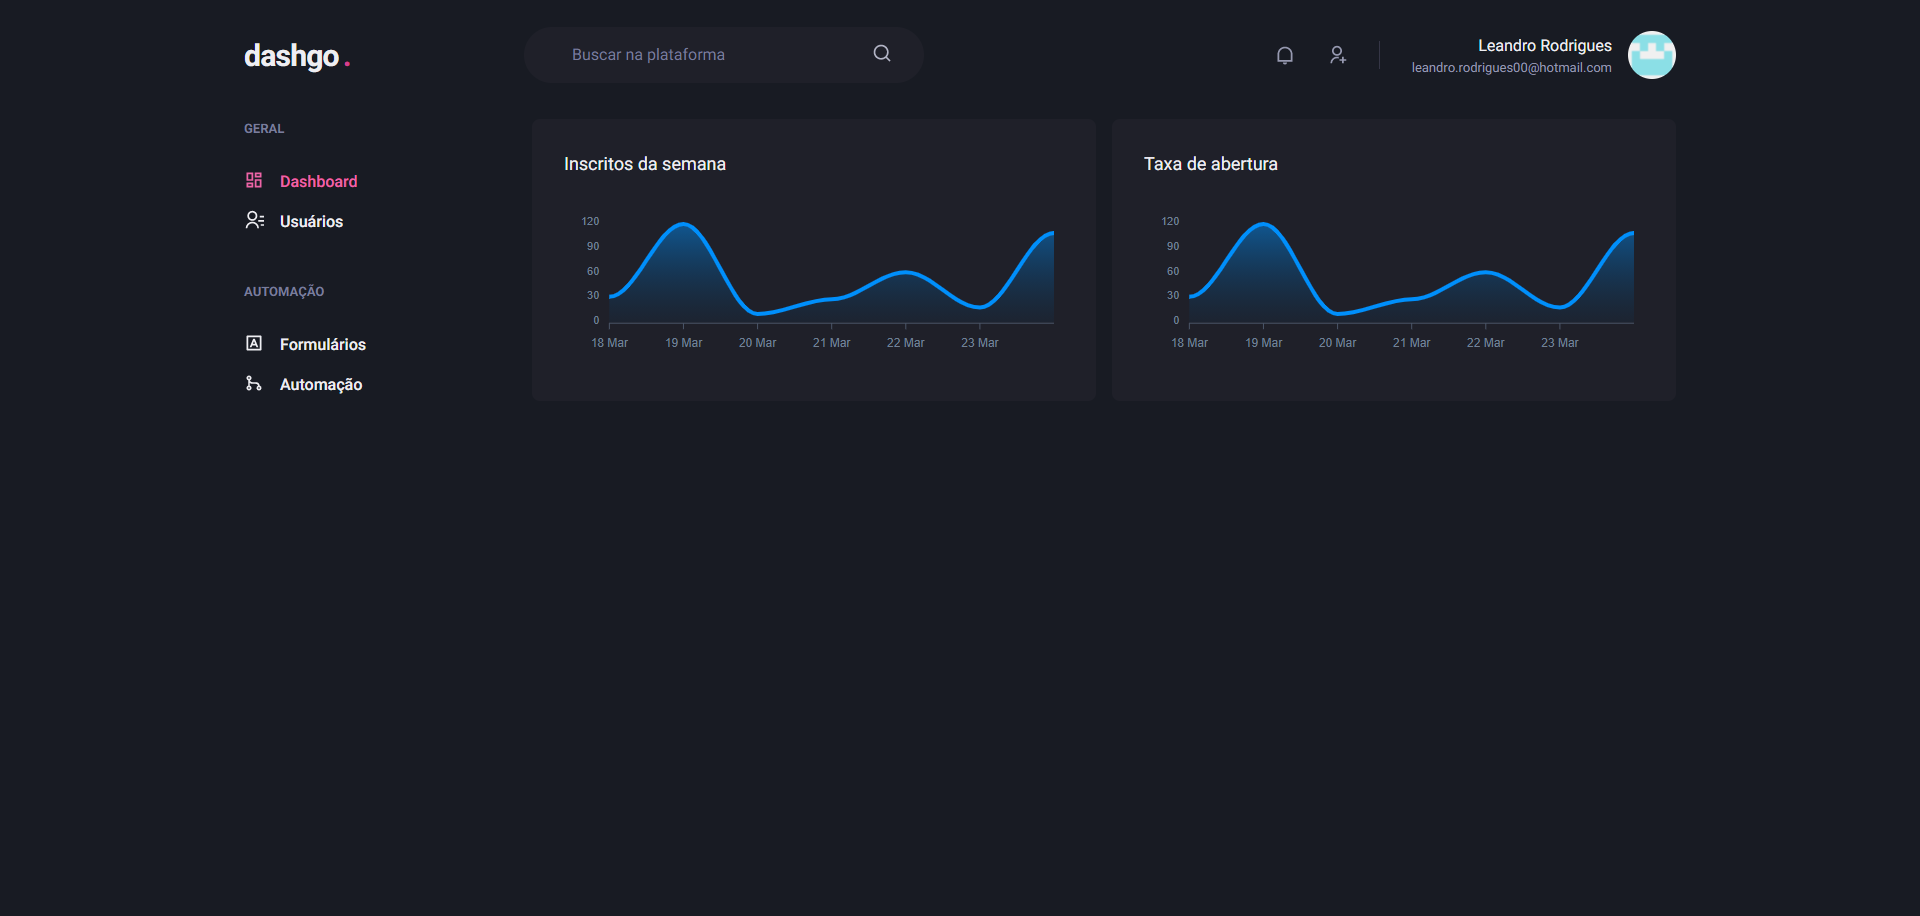 dashgo.
Buscar na plataforma
Leandro Rodrigues
leandro.rodrigues00@hotmail.com
GERAL
Dashboard
Usuários
AUTOMAÇÃO
Formulários
Automação
Inscritos da semana
120
90
60
30
0
18 Mar 19 Mar 20 Mar 21 Mar 22 Mar 23 Mar
Taxa de abertura
120
90
60
30
0
18 Mar 19 Mar 20 Mar 21 Mar 22 Mar 23 Mar